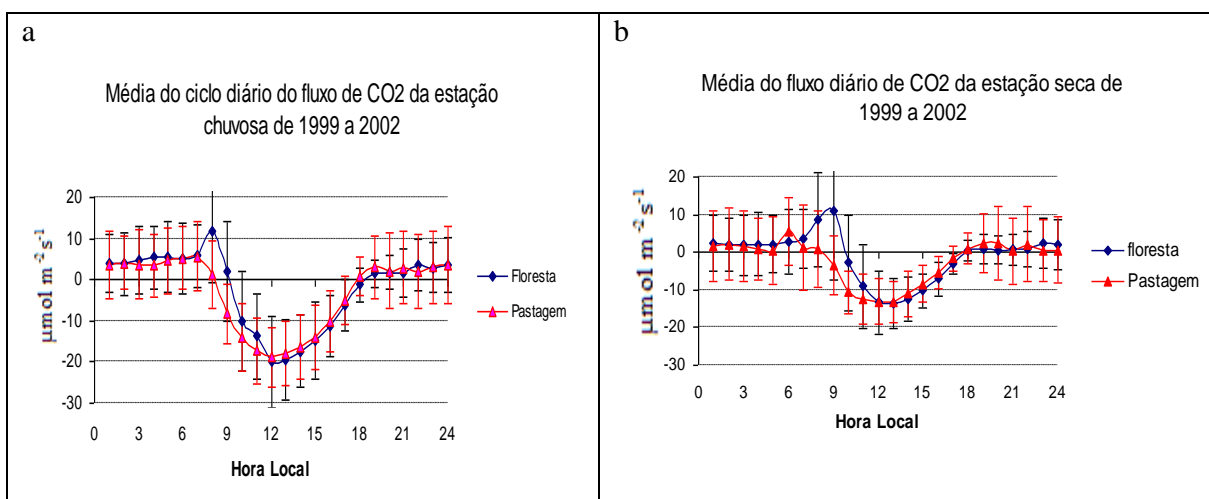 a
Média do ciclo diário do fluxo de CO2 da estação
chuvosa de 1999 a 2002
20
10
0
-10
-20
-30
µmol m -2 s-1
0 3 6 9 12 15 18 21 24
Hora Local
Floresta
Pastagem
b
Média do fluxo diário de CO2 da estação seca de
1999 a 2002
20
10
0
-10
-20
-30
µmol m -2 s-1
0 3 6 9 12 15 18 21 24
Hora Local
floresta
Pastagem